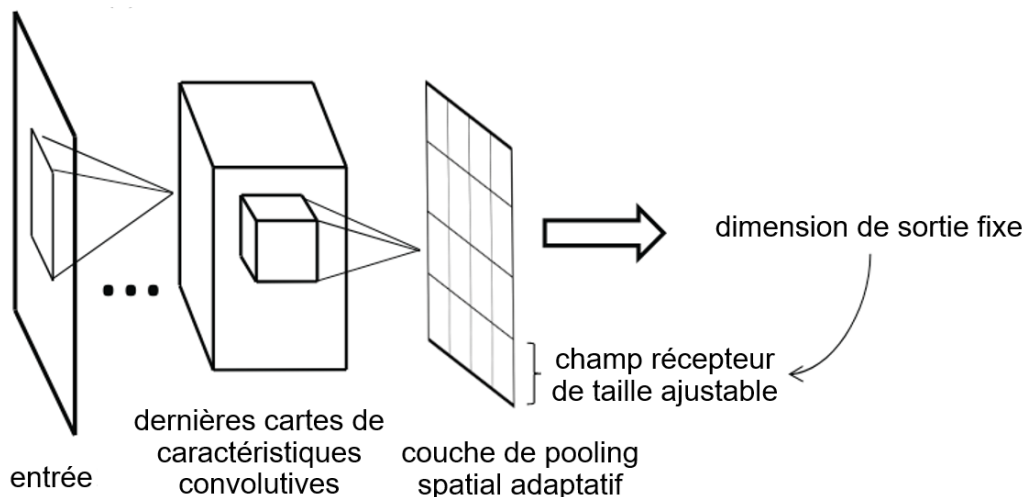 entrée
dernières cartes de
caractéristiques
convolutives
couche de pooling
spatial adaptatif
champ récepteur
de taille ajustable
dimension de sortie fixe